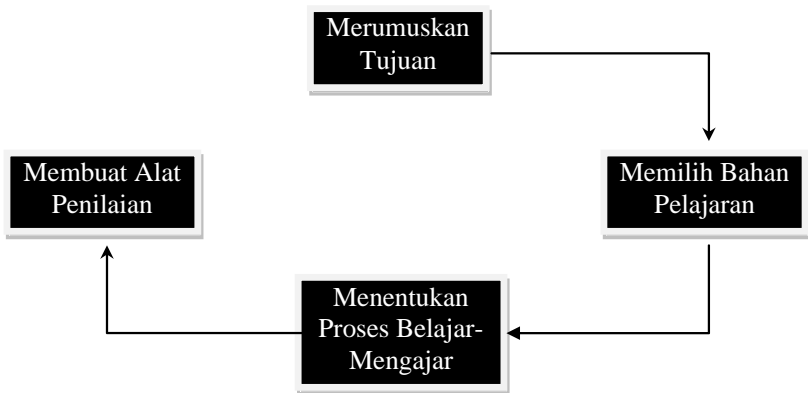 Merumuskan
Tujuan
Membuat Alat
Penilaian
Memilih Bahan
Pelajaran
Menentukan
Proses Belajar-
Mengajar